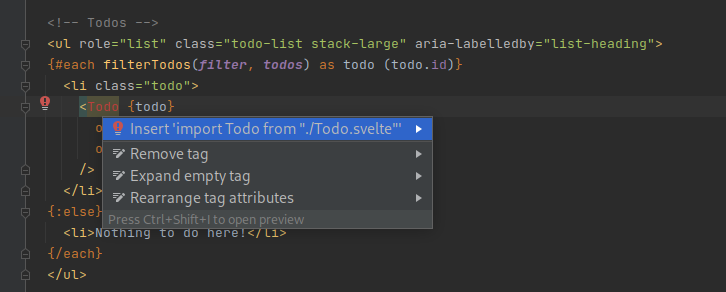 <!-- Todos -->
<ul role="list" class="todo-list stack-large" aria-labelledby="list-heading">
{#each filterTodos(filter, todos) as todo (todo.id)}
<li class="todo">
<Todo {todo}
o
Insert 'import Todo from "./Todo.svelte"'
o
Remove tag
/>
Expand empty tag
</li>
Rearrange tag attributes
{:else}
Press Ctrl+Shift+I to open preview
<li>Nothing to do here!</li>
{/each}
</ul>